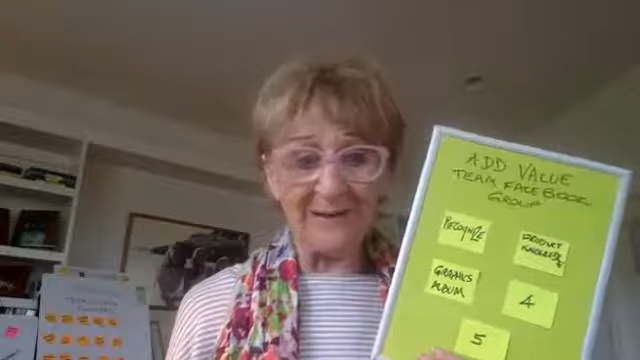 ADD VALUE
TEAM FACEBOOK
GROUP
RECOGNIZE
PRODUCT
KNOWLEDGE
GRAPHICS
ALBUM
4
5